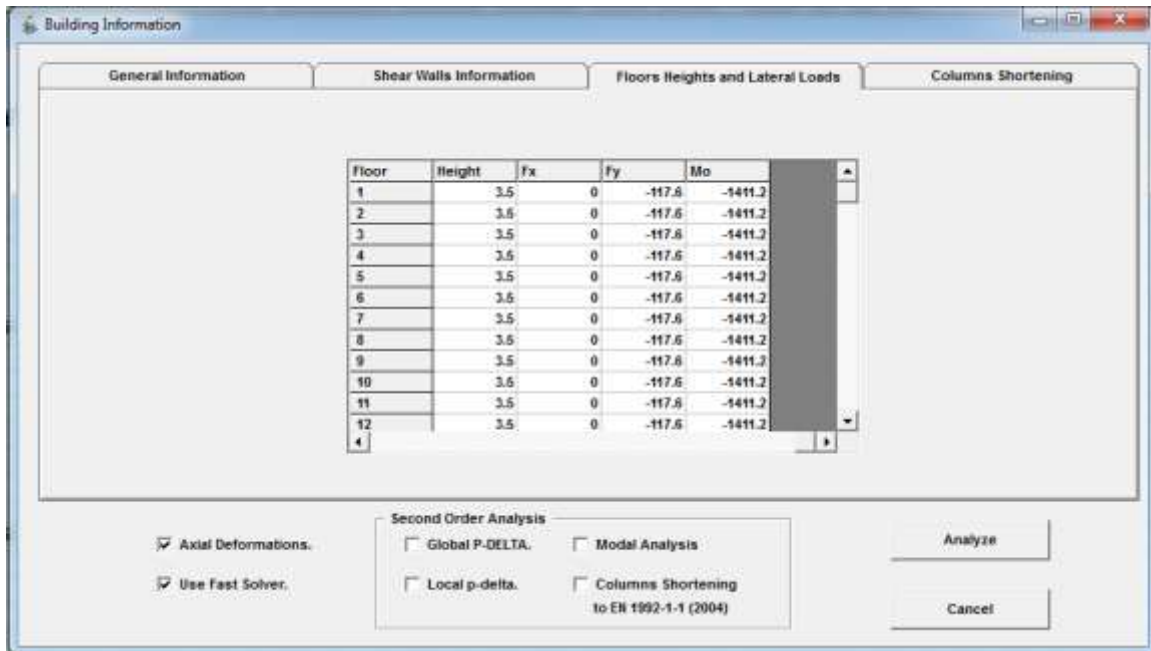 Building Information
General Information Shear Walls Information Floors Heights and Lateral Loads Columns Shortening
Floor Height Fx Fy Mo
1 3.5 0 -117.6 -1411.2
2 3.5 0 -117.6 -1411.2
3 3.5 0 -117.6 -1411.2
4 3.5 0 -117.6 -1411.2
5 3.5 0 -117.6 -1411.2
6 3.5 0 -117.6 -1411.2
7 3.5 0 -117.6 -1411.2
8 3.5 0 -117.6 -1411.2
9 3.5 0 -117.6 -1411.2
10 3.5 0 -117.6 -1411.2
11 3.5 0 -117.6 -1411.2
12 3.5 0 -117.6 -1411.2
Second Order Analysis
Axial Deformations. Global P-DELTA. Modal Analysis Analyze
Use Fast Solver. Local p-delta. Columns Shortening
to EN 1992-1-1 (2004) Cancel